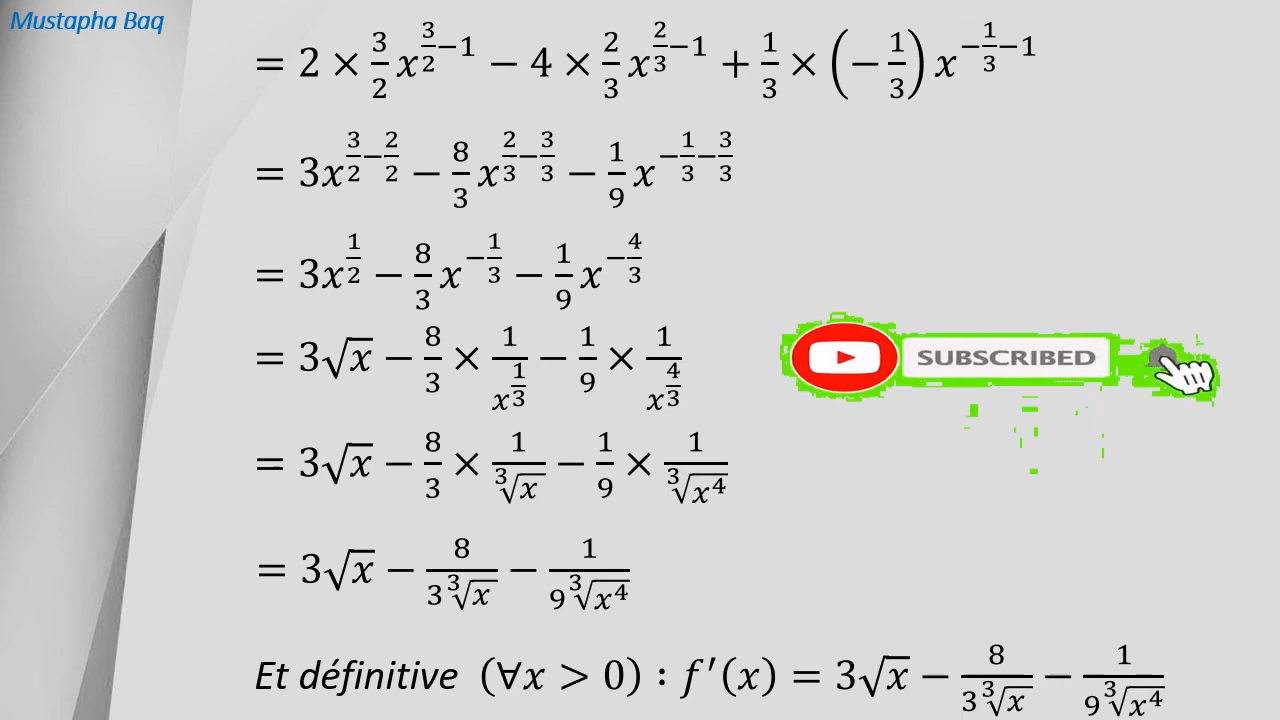 Mustapha Baq
= 2 × 3/2 x^(3/2−1) − 4 × 2/3 x^(2/3−1) + 1/3 × (−1/3) x^(−1/3−1)
= 3x^(3/2−2/2) − 8/3 x^(2/3−3/3) − 1/9 x^(−1/3−3/3)
= 3x^(1/2) − 8/3 x^(−1/3) − 1/9 x^(−4/3)
= 3√x − 8/3 × 1/x^(1/3) − 1/9 × 1/x^(4/3)
SUBSCRIBED
= 3√x − 8/3 × 1/∛x − 1/9 × 1/∛(x⁴)
= 3√x − 8/(3∛x) − 1/(9∛(x⁴))
Et définitive (∀x > 0) : f′(x) = 3√x − 8/(3∛x) − 1/(9∛(x⁴))